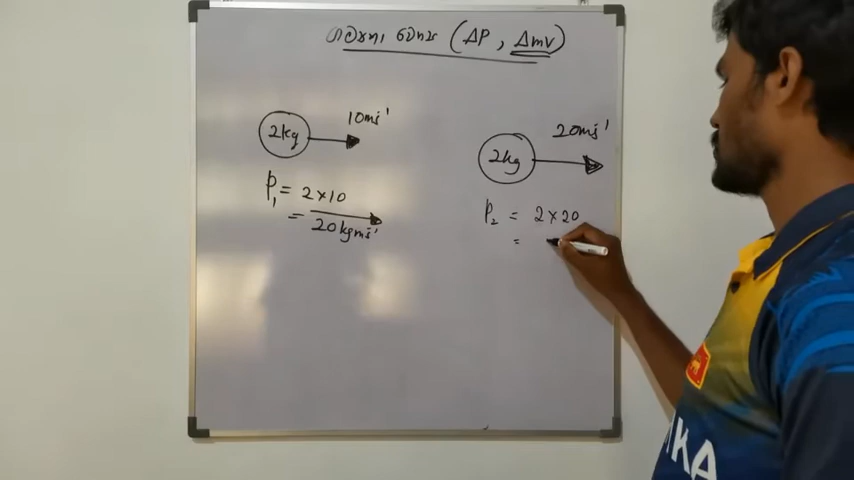 ගම්‍යතා වෙනස (ΔP, Δmv)
10ms⁻¹
2kg
P₁ = 2×10
= 20kgms⁻¹
20ms⁻¹
2kg
P₂ = 2×20
=